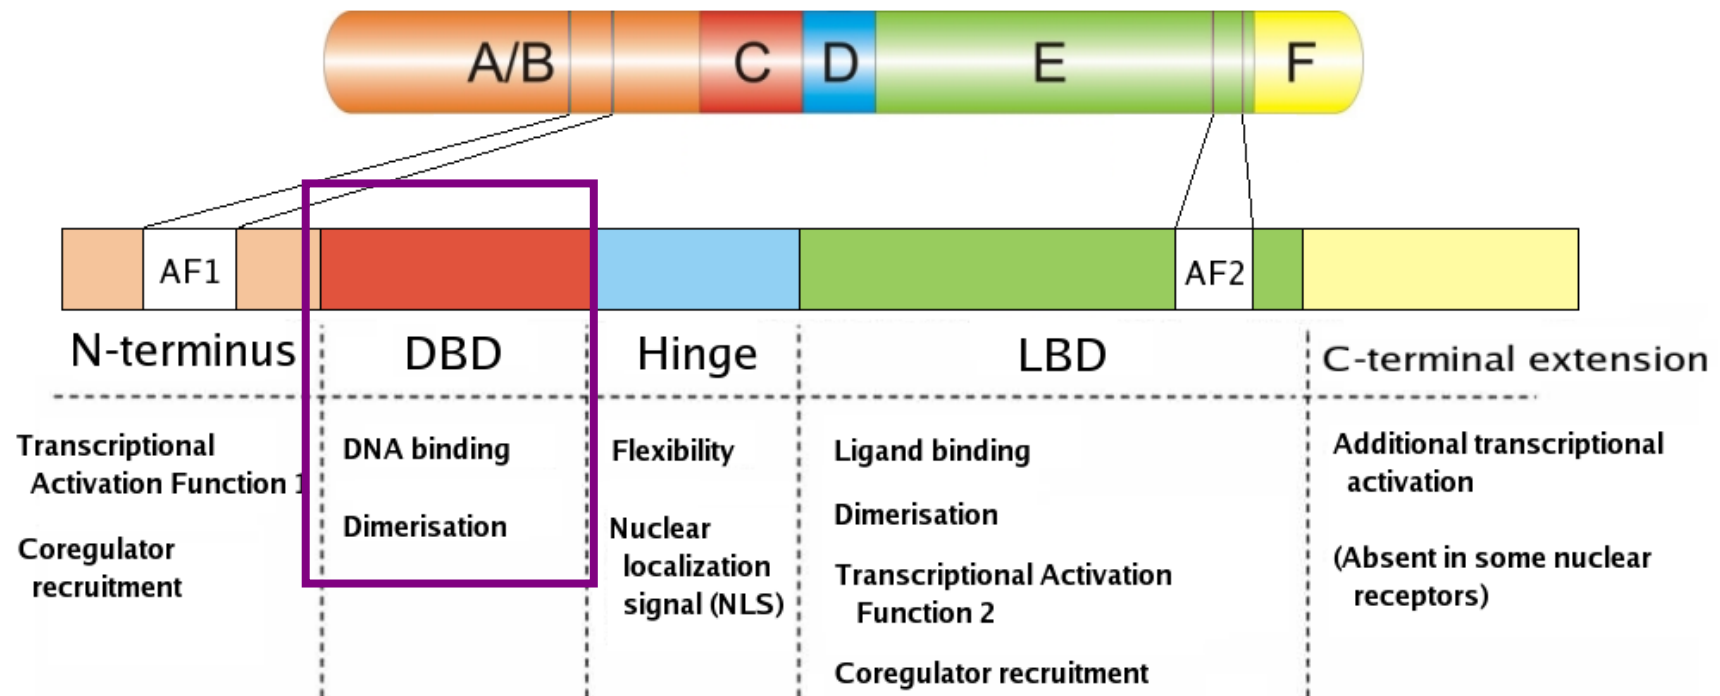 A/B C D E F
AF1 AF2
N-terminus DBD Hinge LBD C-terminal extension
Transcriptional
Activation Function 1
Coregulator
recruitment
DNA binding
Dimerisation
Flexibility
Nuclear
localization
signal (NLS)
Ligand binding
Dimerisation
Transcriptional Activation
Function 2
Coregulator recruitment
Additional transcriptional
activation
(Absent in some nuclear
receptors)